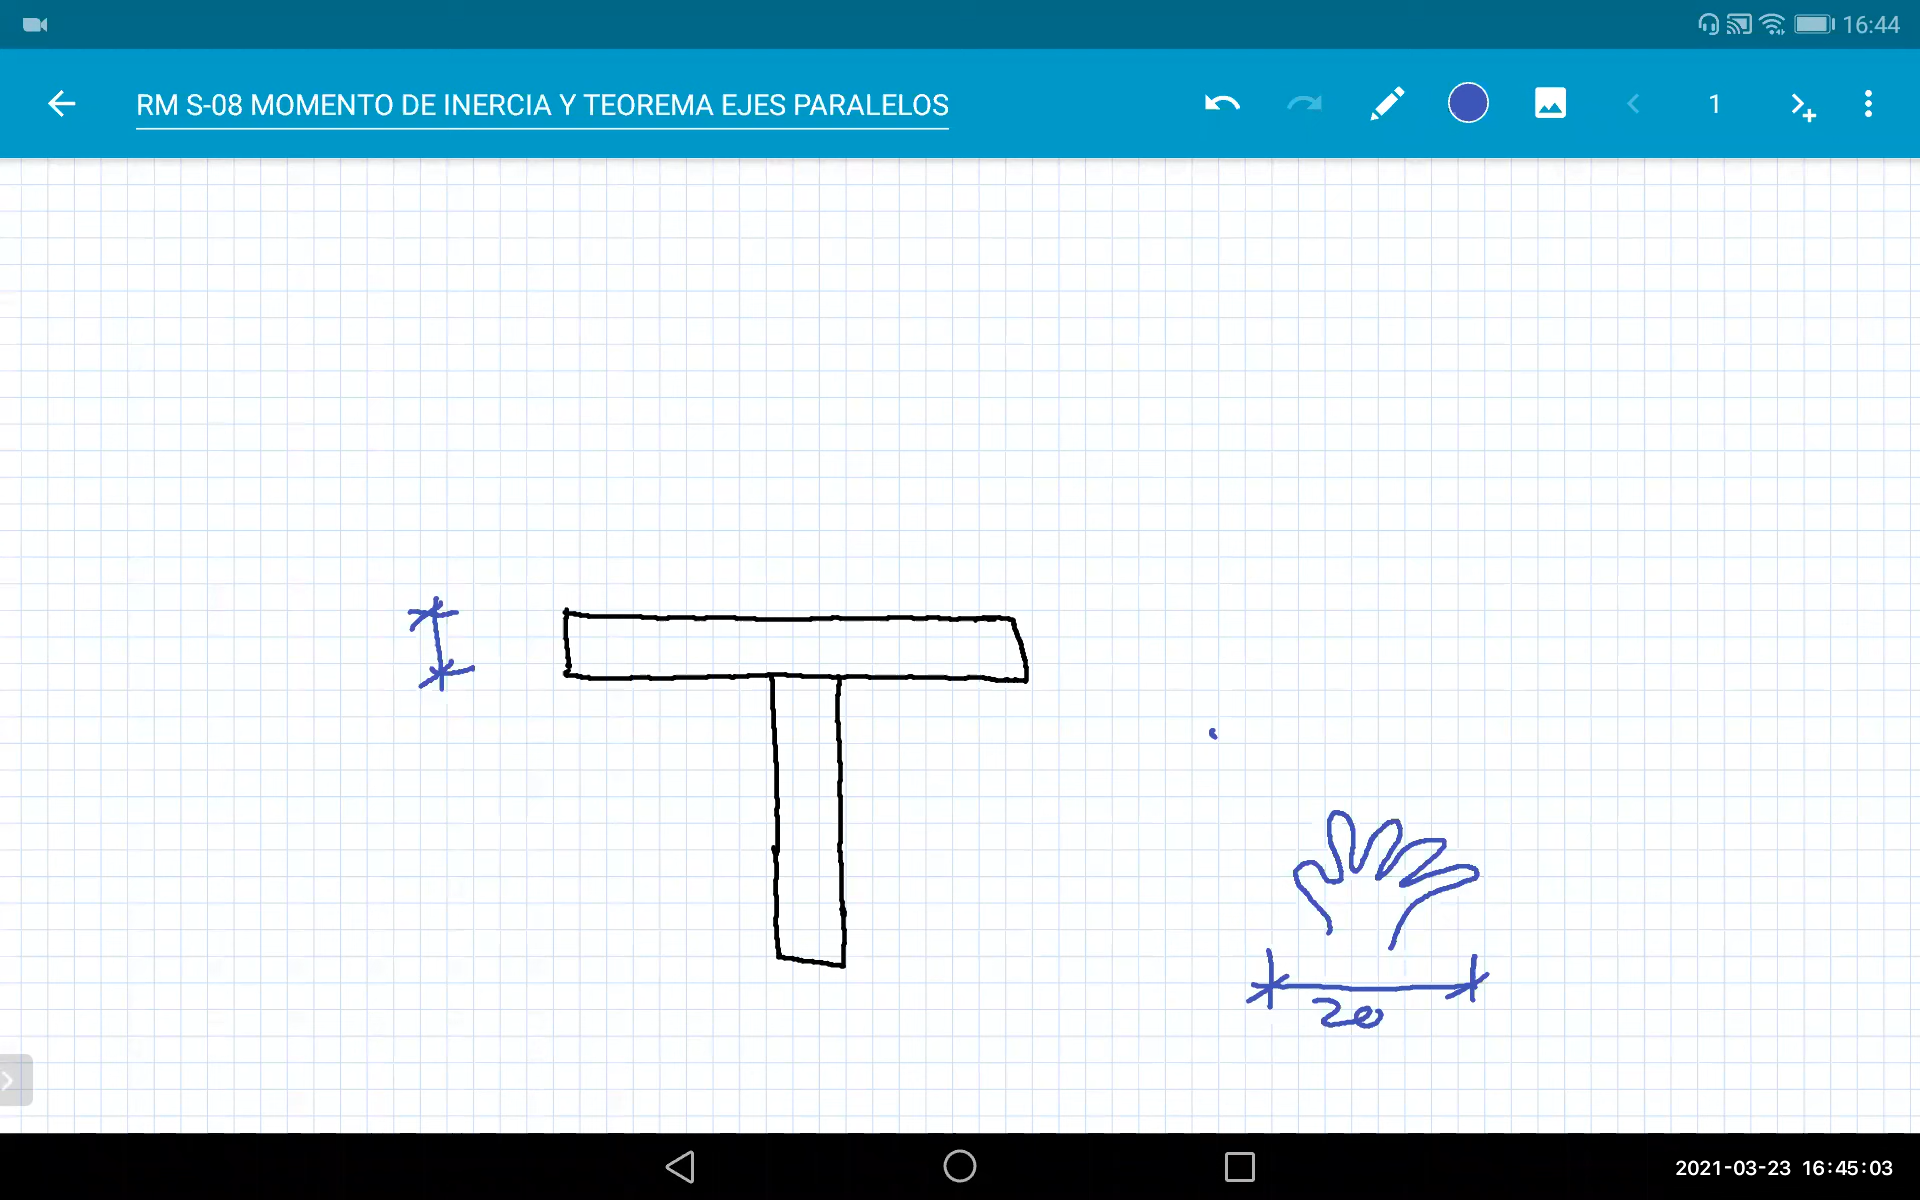 16:44
RM S-08 MOMENTO DE INERCIA Y TEOREMA EJES PARALELOS
1
20
2021-03-23 16:45:03